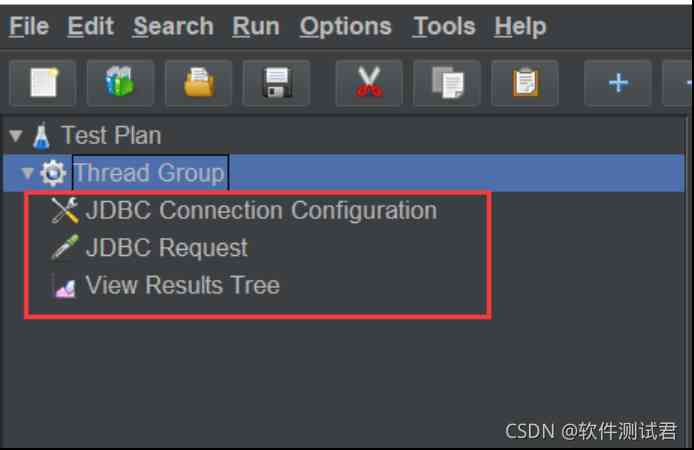 File Edit Search Run Options Tools Help
Test Plan
Thread Group
JDBC Connection Configuration
JDBC Request
View Results Tree
CSDN @软件测试君